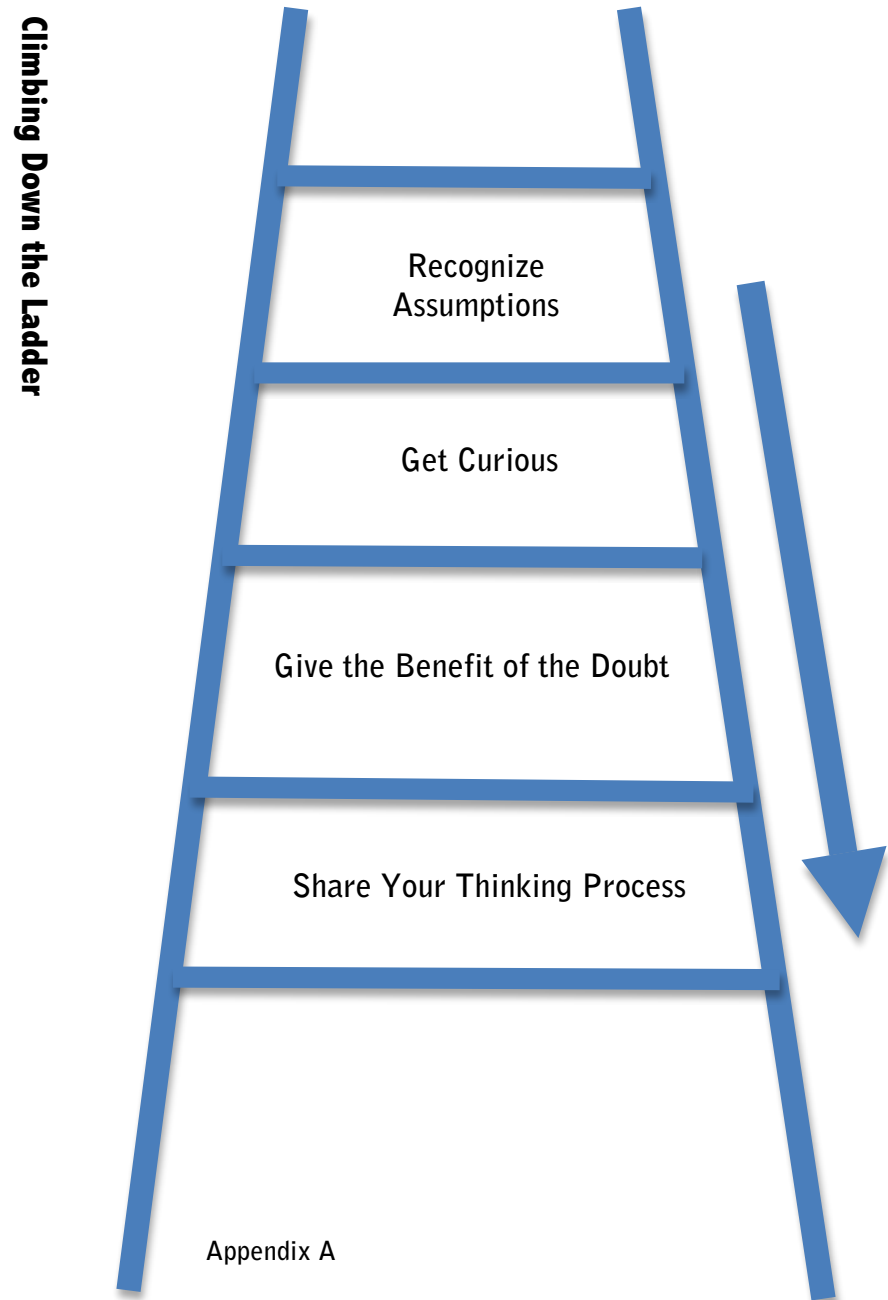 Climbing Down the Ladder
Recognize
Assumptions
Get Curious
Give the Benefit of the Doubt
Share Your Thinking Process
Appendix A